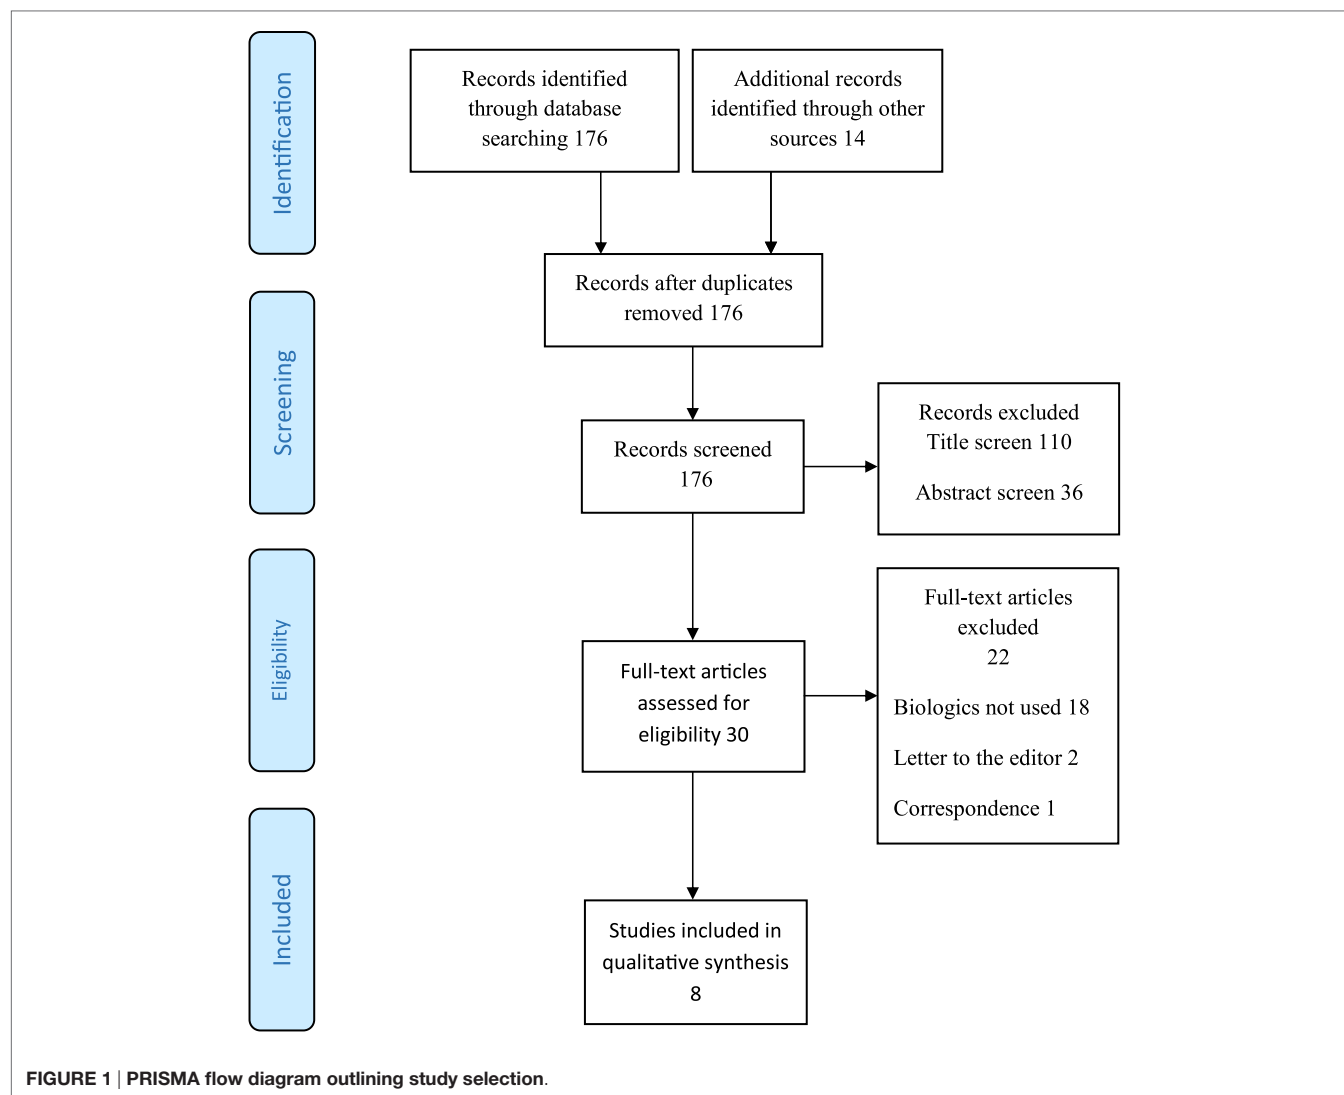 Identification
Records identified
through database
searching 176
Additional records
identified through other
sources 14
Records after duplicates
removed 176
Screening
Records screened
176
Records excluded
Title screen 110
Abstract screen 36
Eligibility
Full-text articles
assessed for
eligibility 30
Full-text articles
excluded
22
Biologics not used 18
Letter to the editor 2
Correspondence 1
Included
Studies included in
qualitative synthesis
8
FIGURE 1 | PRISMA flow diagram outlining study selection.